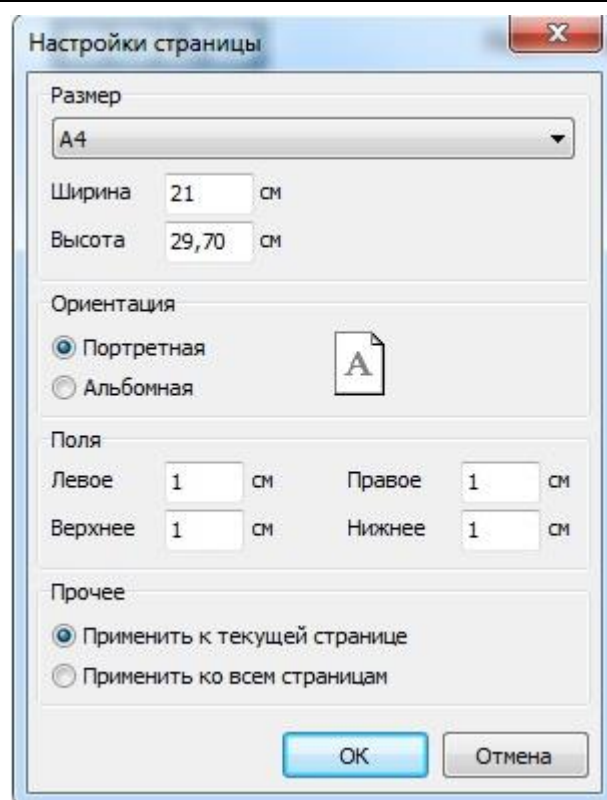 Настройки страницы
Размер
A4
Ширина 21 см
Высота 29,70 см
Ориентация
Портретная
A
Альбомная
Поля
Левое 1 см Правое 1 см
Верхнее 1 см Нижнее 1 см
Прочее
Применить к текущей странице
Применить ко всем страницам
OK Отмена